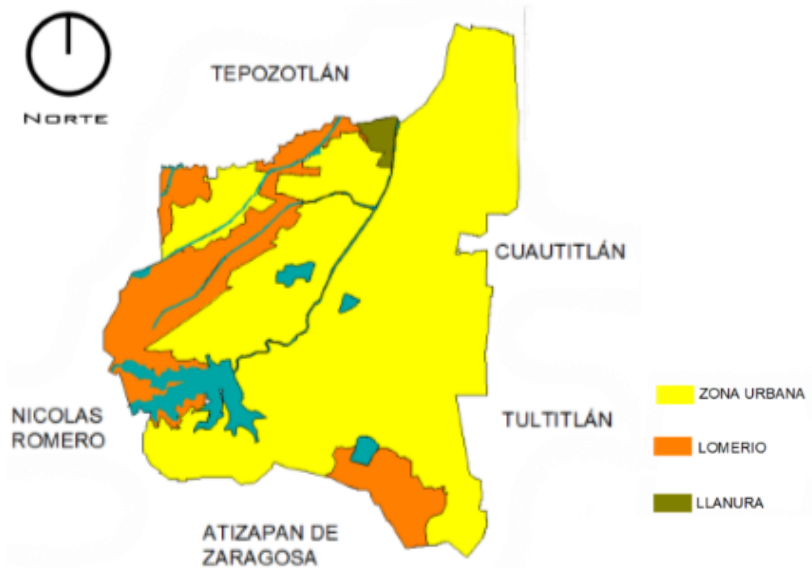 TEPOZOTLÁN
NORTE
CUAUTITLÁN
ZONA URBANA
NICOLAS
ROMERO
TULTITLÁN
LOMERIO
LLANURA
ATIZAPAN DE
ZARAGOSA